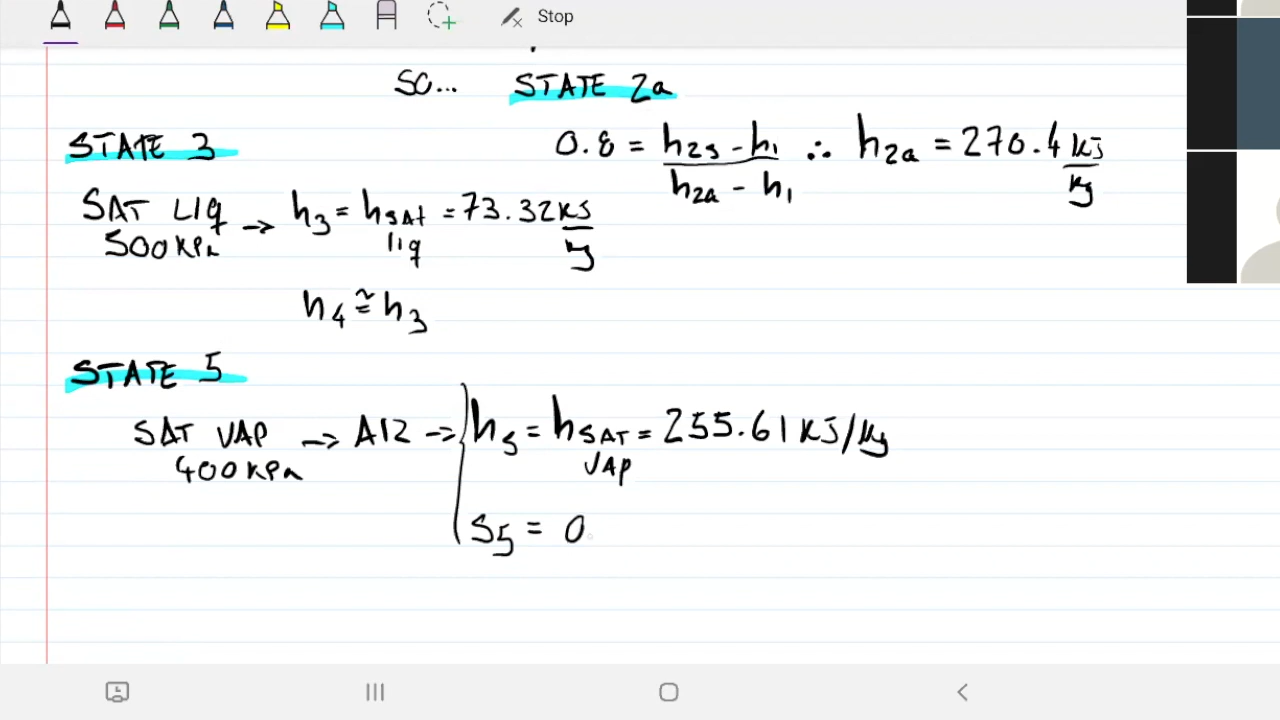 Stop
SO... STATE 2a
STATE 3
0.8 = h2s - h1 / h2a - h1 ∴ h2a = 270.4 kJ/kg
SAT LIQ 500 KPa → h3 = hSAT liq = 73.32 kJ/kg
h4 ≅ h3
STATE 5
SAT VAP 400 KPa → A12 → { h5 = hSAT VAP = 255.61 KJ/kg
S5 = 0